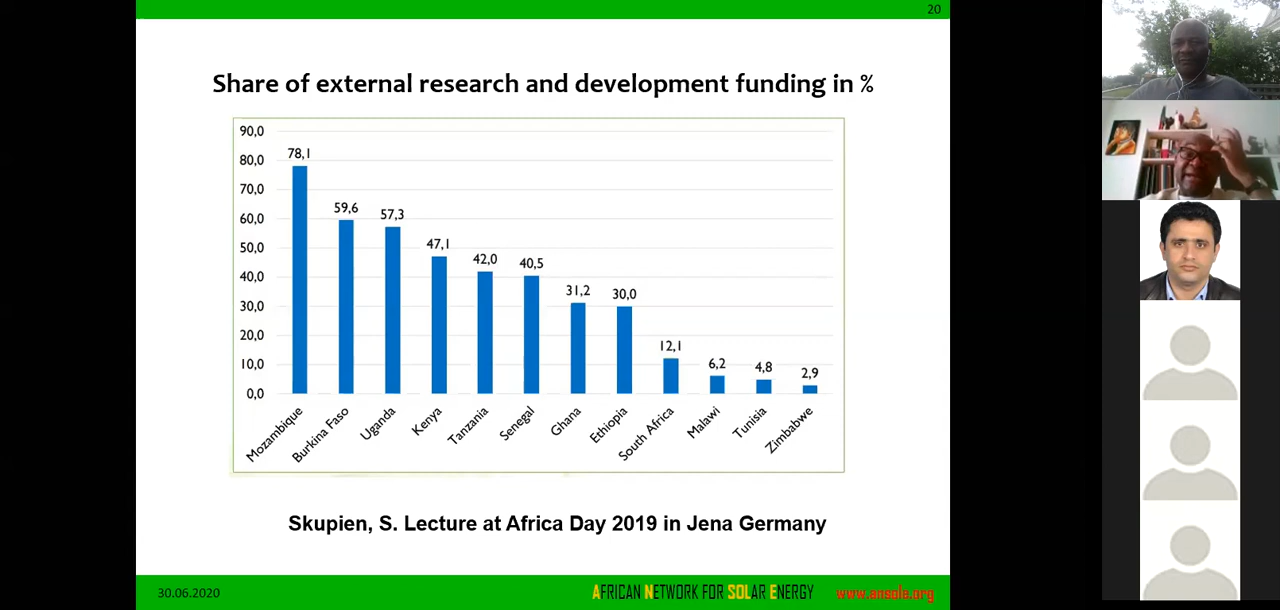 20
Share of external research and development funding in %
90,0
80,0
70,0
60,0
50,0
40,0
30,0
20,0
10,0
0,0
78,1
59,6
57,3
47,1
42,0
40,5
31,2
30,0
12,1
6,2
4,8
2,9
Mozambique
Burkina Faso
Uganda
Kenya
Tanzania
Senegal
Ghana
Ethiopia
South Africa
Malawi
Tunisia
Zimbabwe
Skupien, S. Lecture at Africa Day 2019 in Jena Germany
30.06.2020
AFRICAN NETWORK FOR SOLAR ENERGY
www.ansole.org